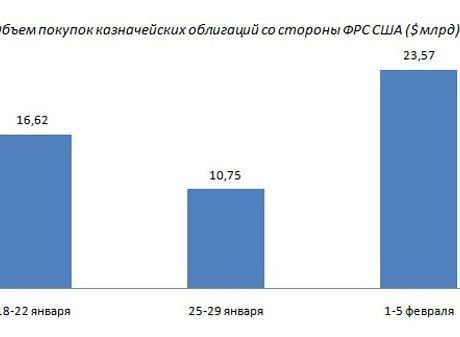 Объем покупок казначейских облигаций со стороны ФРС США ($ млрд)
23,57
16,62
10,75
18-22 января 25-29 января 1-5 февраля